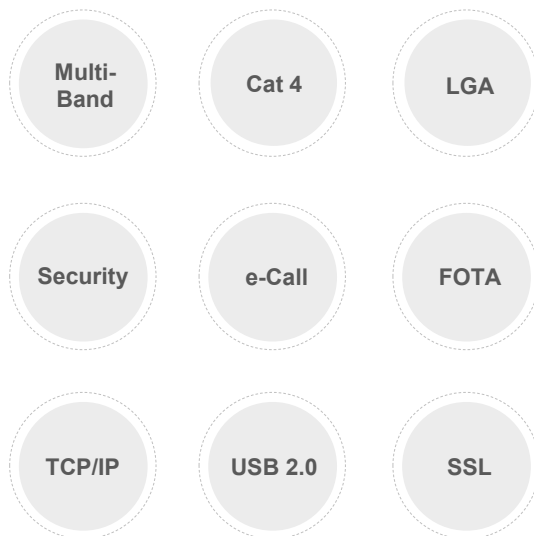 Multi-
Band
Cat 4
LGA
Security
e-Call
FOTA
TCP/IP
USB 2.0
SSL